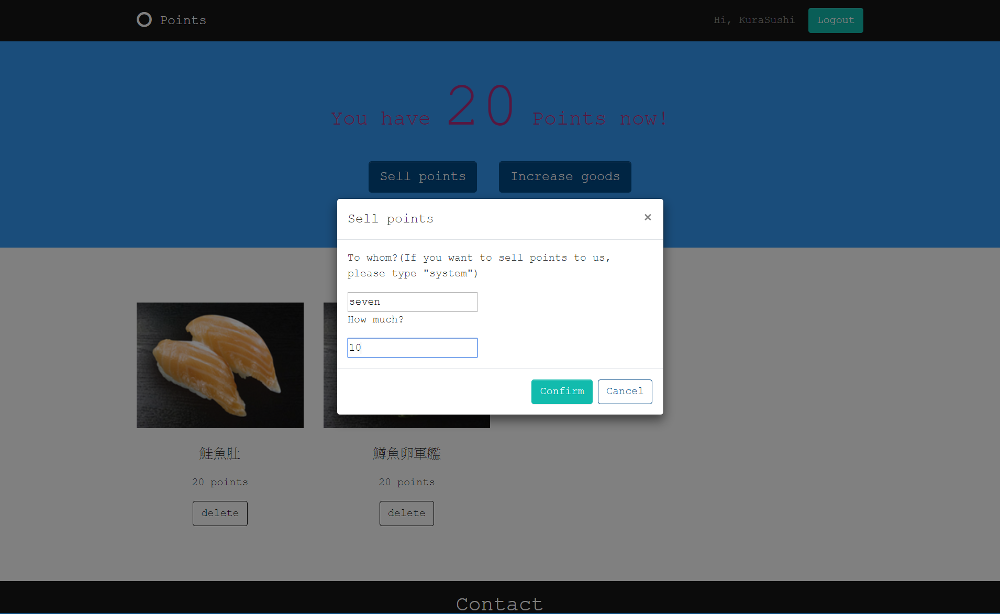 Points
Hi, KuraSushi
Logout
You have 20 Points now!
Sell points
Increase goods
Sell points
×
To whom?(If you want to sell points to us,
please type "system")
seven
How much?
10
Confirm
Cancel
鮭魚肚
鱒魚卵軍艦
20 points
20 points
delete
delete
Contact